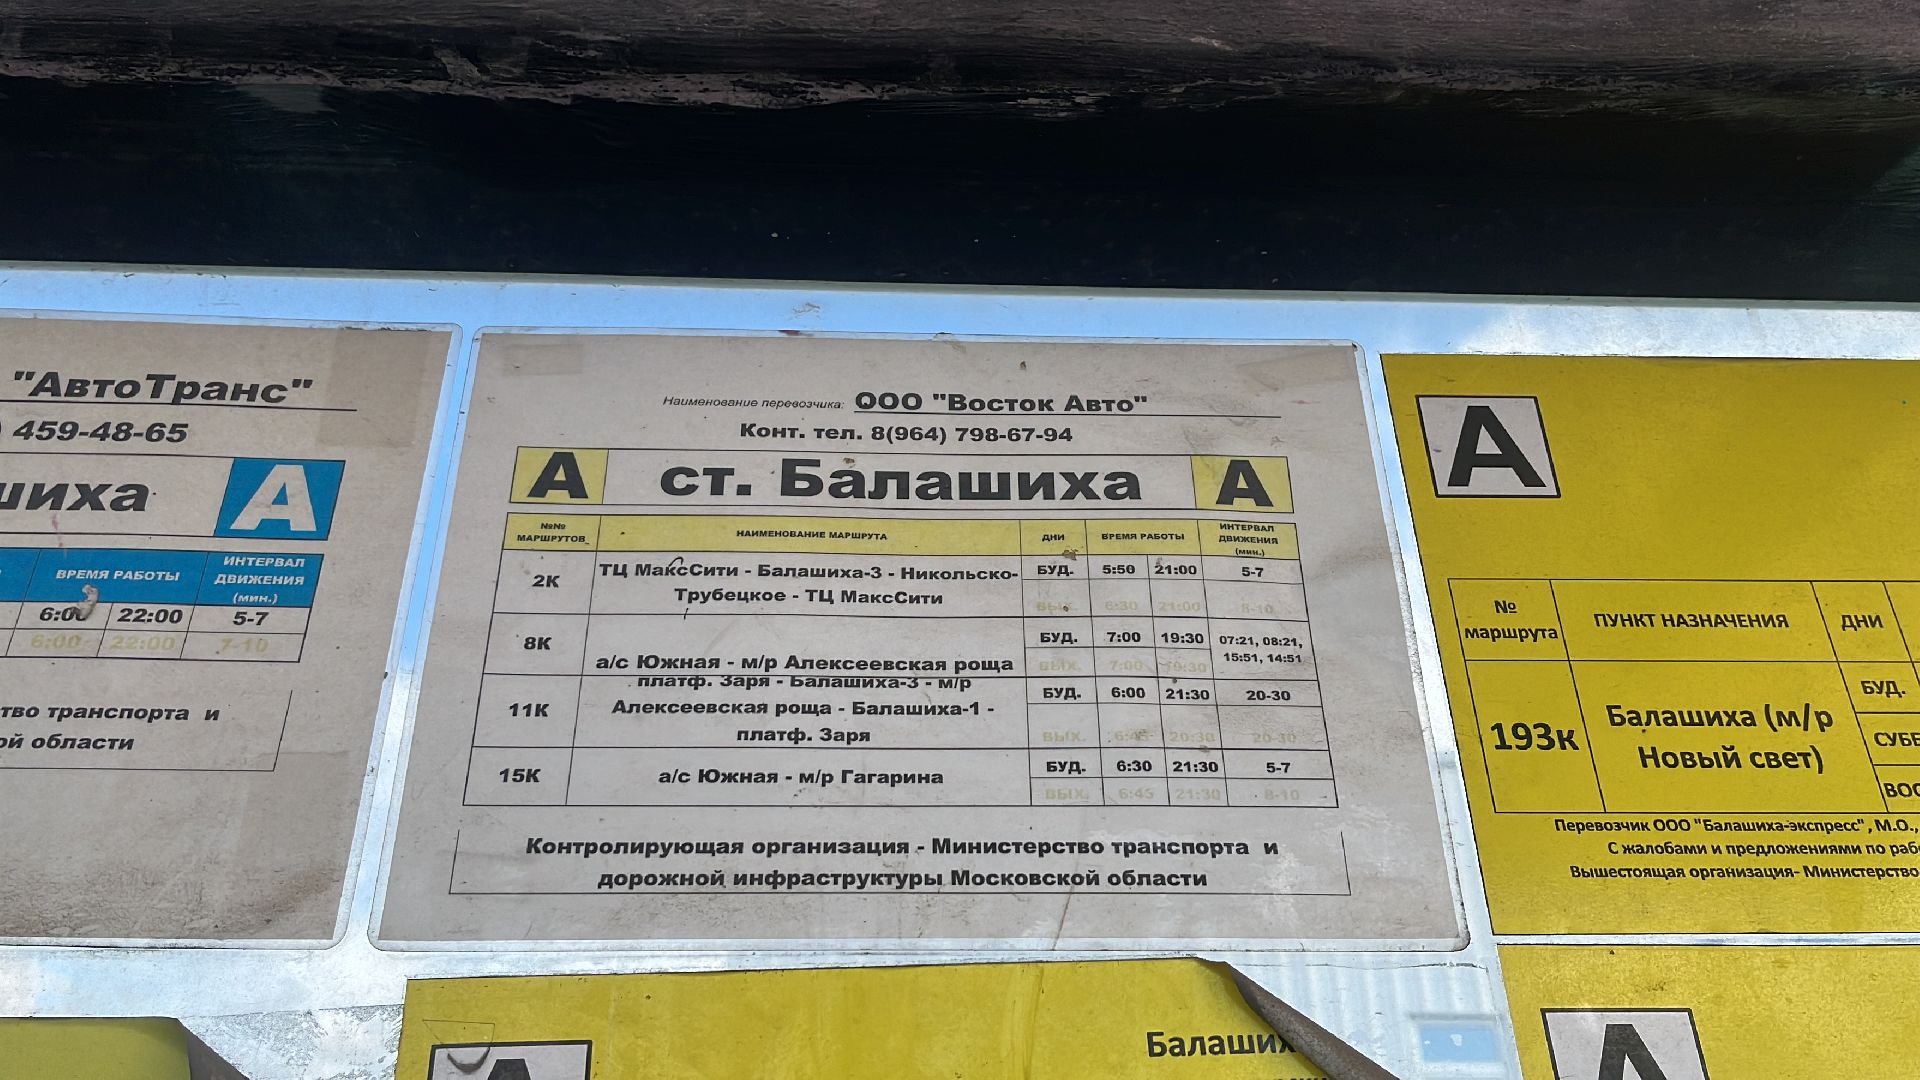 "АвтоТранс"
459-48-65
шиха А
ВРЕМЯ РАБОТЫ ИНТЕРВАЛ ДВИЖЕНИЯ (мин.)
6:00 22:00 5-7
6:00 22:00 7-10
тво транспорта и
ой области
Наименование перевозчика: ООО "Восток Авто"
Конт. тел. 8(964) 798-67-94
А ст. Балашиха А
№№ МАРШРУТОВ НАИМЕНОВАНИЕ МАРШРУТА ДНИ ВРЕМЯ РАБОТЫ ИНТЕРВАЛ ДВИЖЕНИЯ (мин.)
2К ТЦ МаксСити - Балашиха-3 - Никольско- БУД. 5:50 21:00 5-7
Трубецкое - ТЦ МаксСити ВЫХ. 6:30 21:00 8-10
8К БУД. 7:00 19:30 07:21, 08:21,
15:51, 14:51
а/с Южная - м/р Алексеевская роща ВЫХ. 7:00 19:30
платф. Заря - Балашиха-3 - м/р БУД. 6:00 21:30 20-30
11К Алексеевская роща - Балашиха-1 -
платф. Заря ВЫХ. 6:45 20:30 20-30
15К а/с Южная - м/р Гагарина БУД. 6:30 21:30 5-7
ВЫХ. 6:45 21:30 8-10
Контролирующая организация - Министерство транспорта и
дорожной инфраструктуры Московской области
А
№ маршрута ПУНКТ НАЗНАЧЕНИЯ ДНИ
193к Балашиха (м/р БУД.
Новый свет) СУББ
ВОС
Перевозчик ООО "Балашиха-экспресс", М.О.,
С жалобами и предложениями по раб
Вышестоящая организация- Министерство
А
Балаших
А